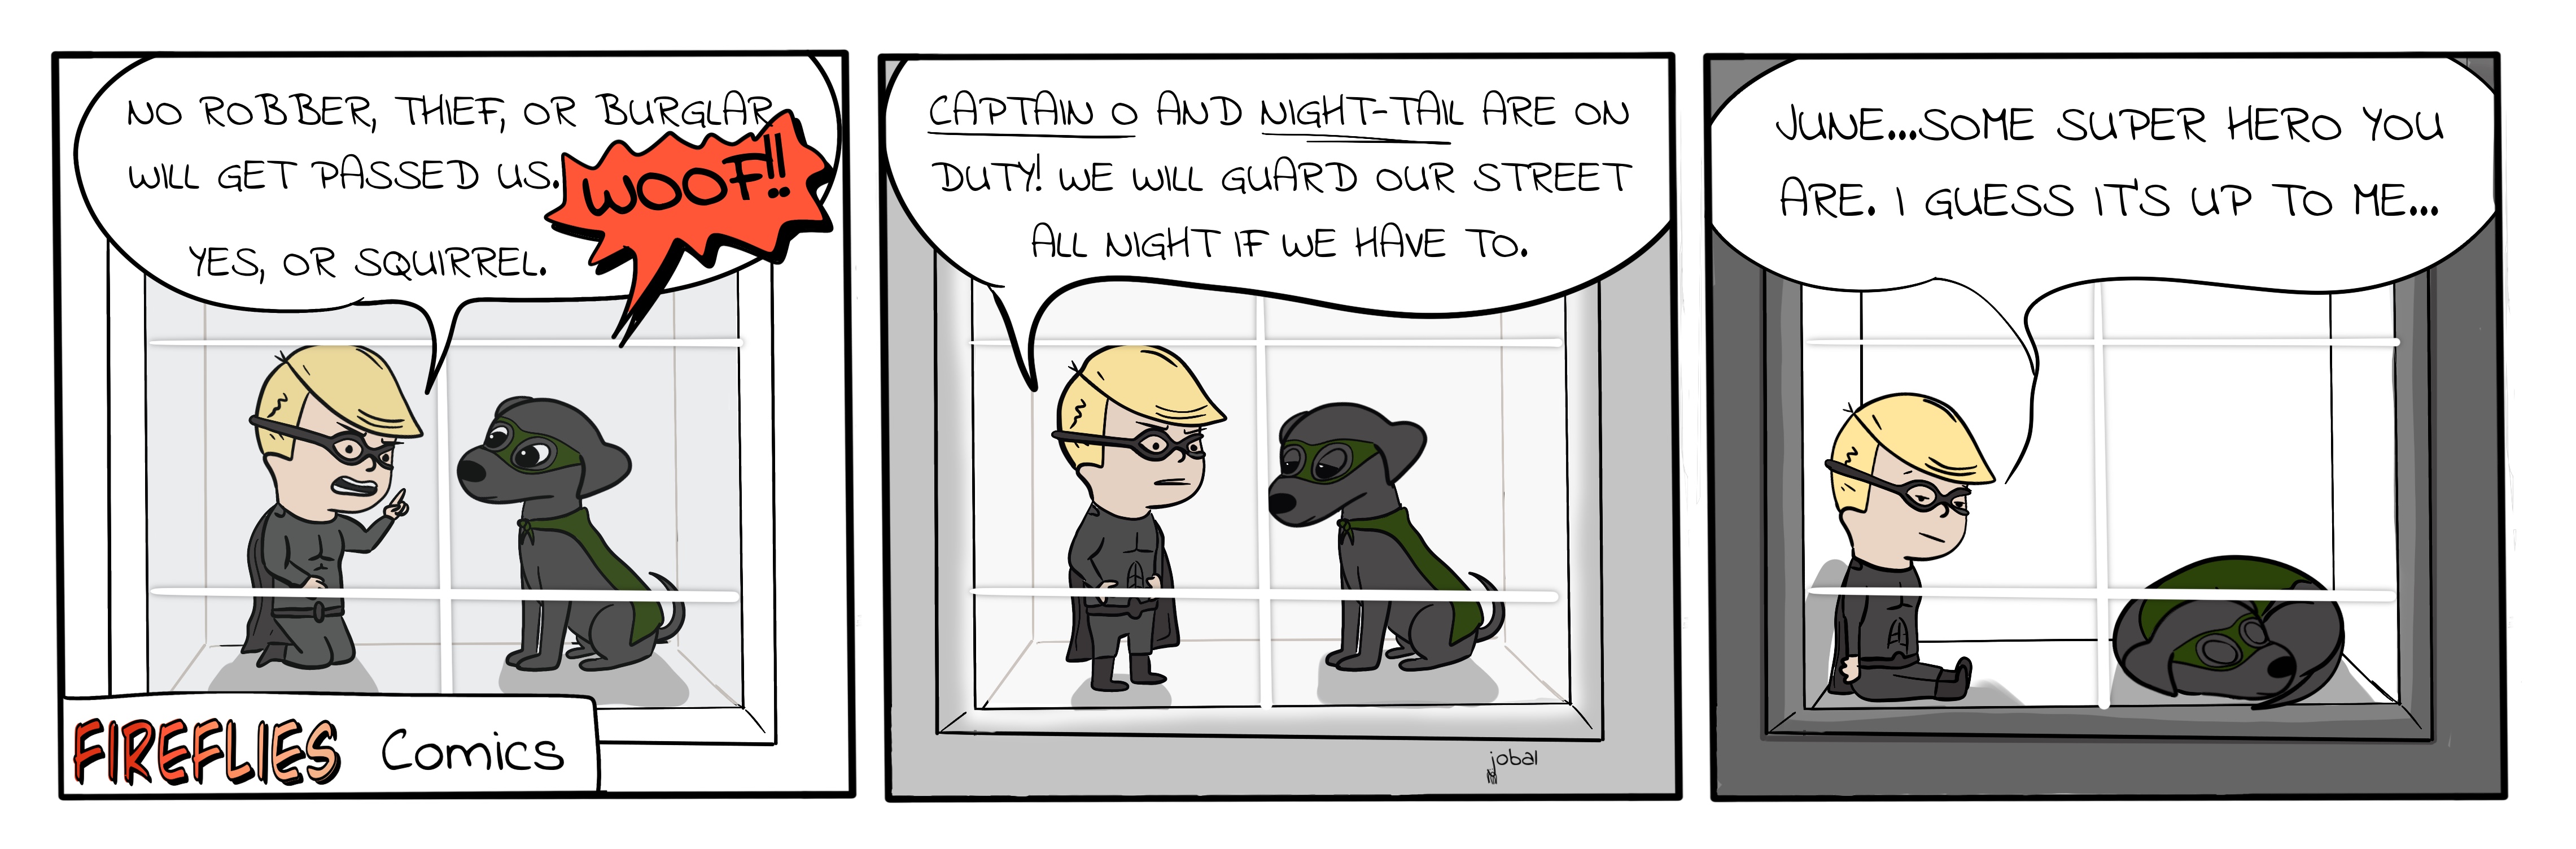 NO ROBBER, THIEF, OR BURGLAR
WILL GET PASSED US.
WOOF!!
YES, OR SQUIRREL.
FIREFLIES Comics
CAPTAIN O AND NIGHT-TAIL ARE ON
DUTY! WE WILL GUARD OUR STREET
ALL NIGHT IF WE HAVE TO.
jobal
JUNE...SOME SUPER HERO YOU
ARE. I GUESS IT'S UP TO ME...